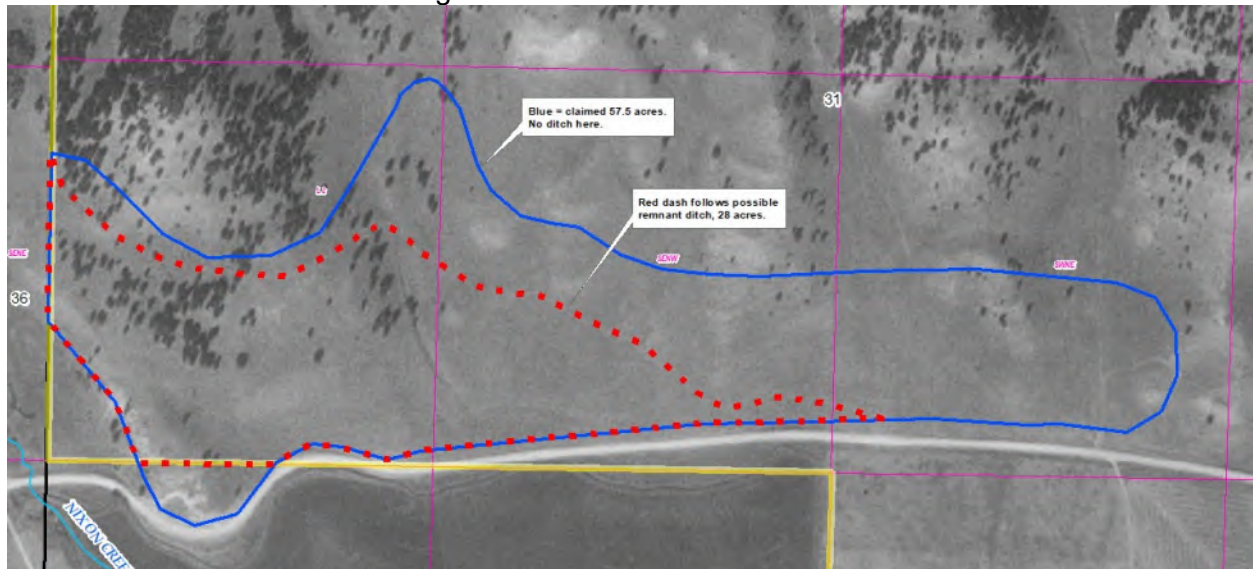 31
Blue = claimed 57.5 acres.
No ditch here.
Red dash follows possible
remnant ditch, 28 acres.
SENE
SENW
SWNE
36
NIXON CREE